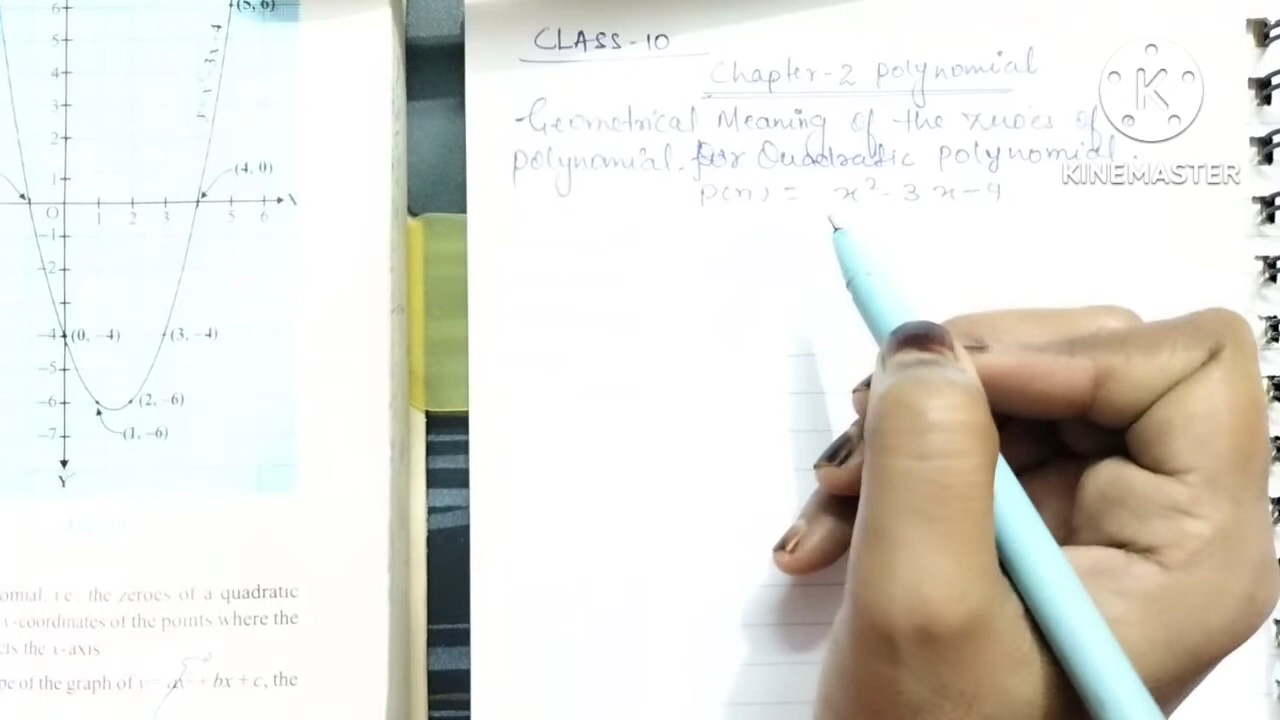 6
(5, 6)
5
4
3
2
1
(4, 0)
X
O
1
2
3
5
6
-1
-2
-4
(0, -4)
(3, -4)
-5
-6
(2, -6)
-7
(1, -6)
Y
omial, i.e., the zeroes of a quadratic
x-coordinates of the points where the
cts the x-axis
pe of the graph of + bx + c, the
CLASS-10
Chapter-2 polynomial
Geometrical Meaning of the zeroes of
polynomial. for Quadratic polynomial.
P(x) = x² - 3x - 4
K
KINEMASTER